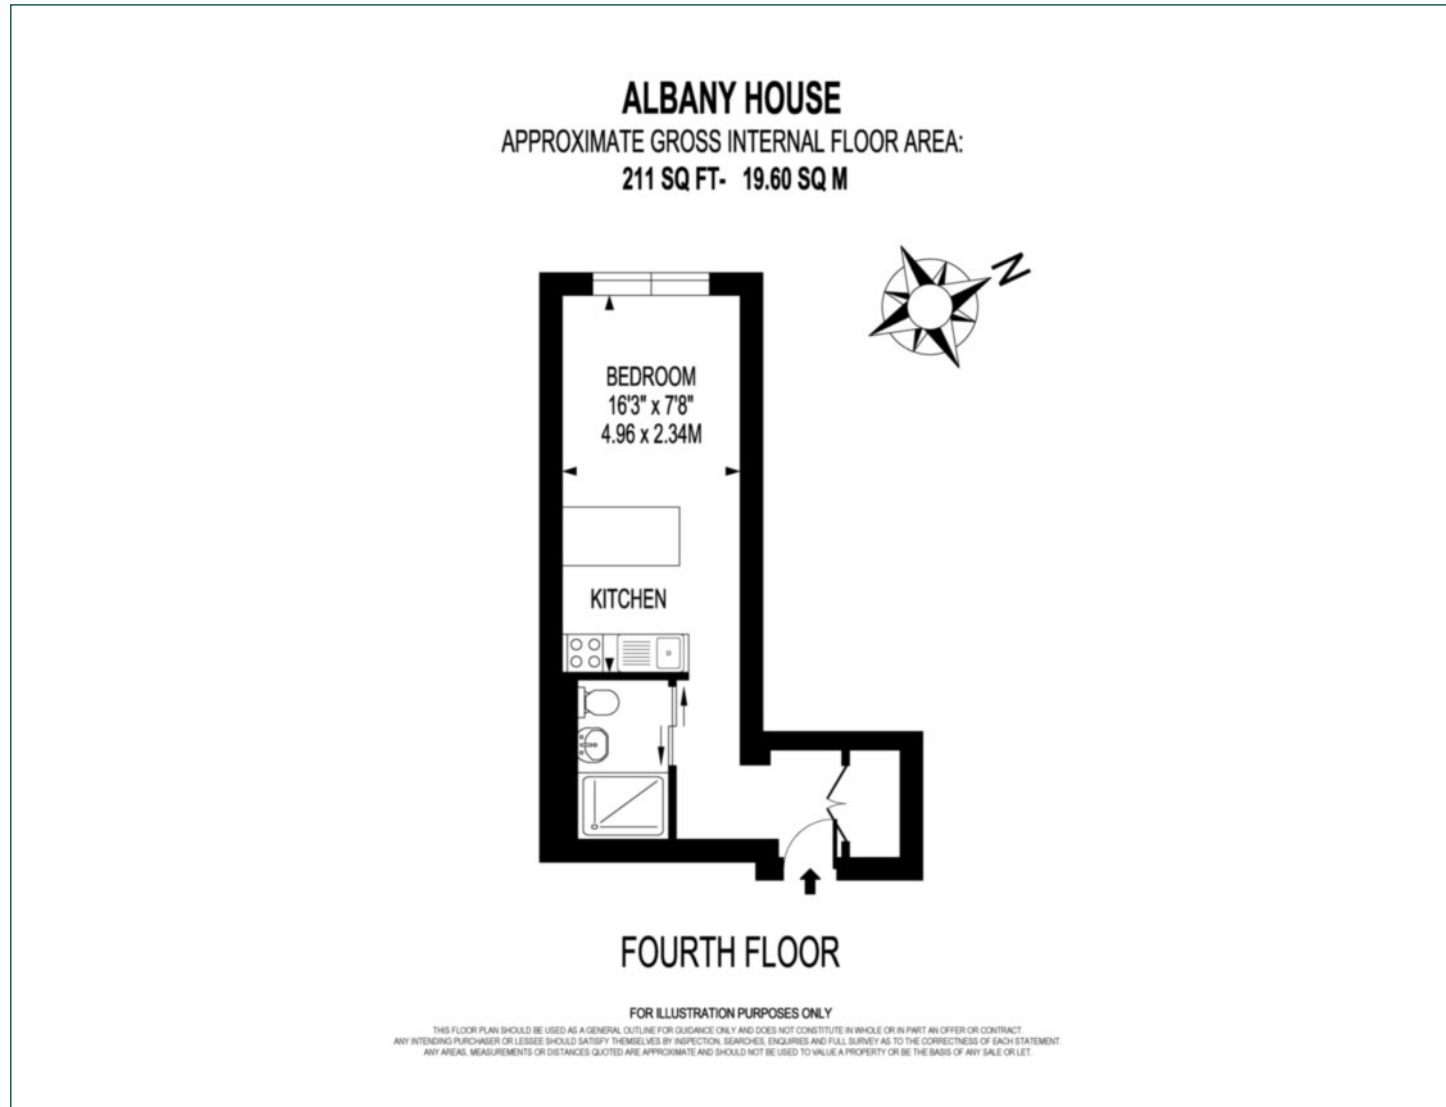 ALBANY HOUSE
APPROXIMATE GROSS INTERNAL FLOOR AREA:
211 SQ FT- 19.60 SQ M
N
BEDROOM
16'3" x 7'8"
4.96 x 2.34M
KITCHEN
FOURTH FLOOR
FOR ILLUSTRATION PURPOSES ONLY
THIS FLOOR PLAN SHOULD BE USED AS A GENERAL OUTLINE FOR GUIDANCE ONLY AND DOES NOT CONSTITUTE IN WHOLE OR IN PART AN OFFER OR CONTRACT.
ANY INTENDING PURCHASER OR LESSEE SHOULD SATISFY THEMSELVES BY INSPECTION, SEARCHES, ENQUIRIES AND FULL SURVEY AS TO THE CORRECTNESS OF EACH STATEMENT.
ANY AREAS, MEASUREMENTS OR DISTANCES QUOTED ARE APPROXIMATE AND SHOULD NOT BE USED TO VALUE A PROPERTY OR BE THE BASIS OF ANY SALE OR LET.